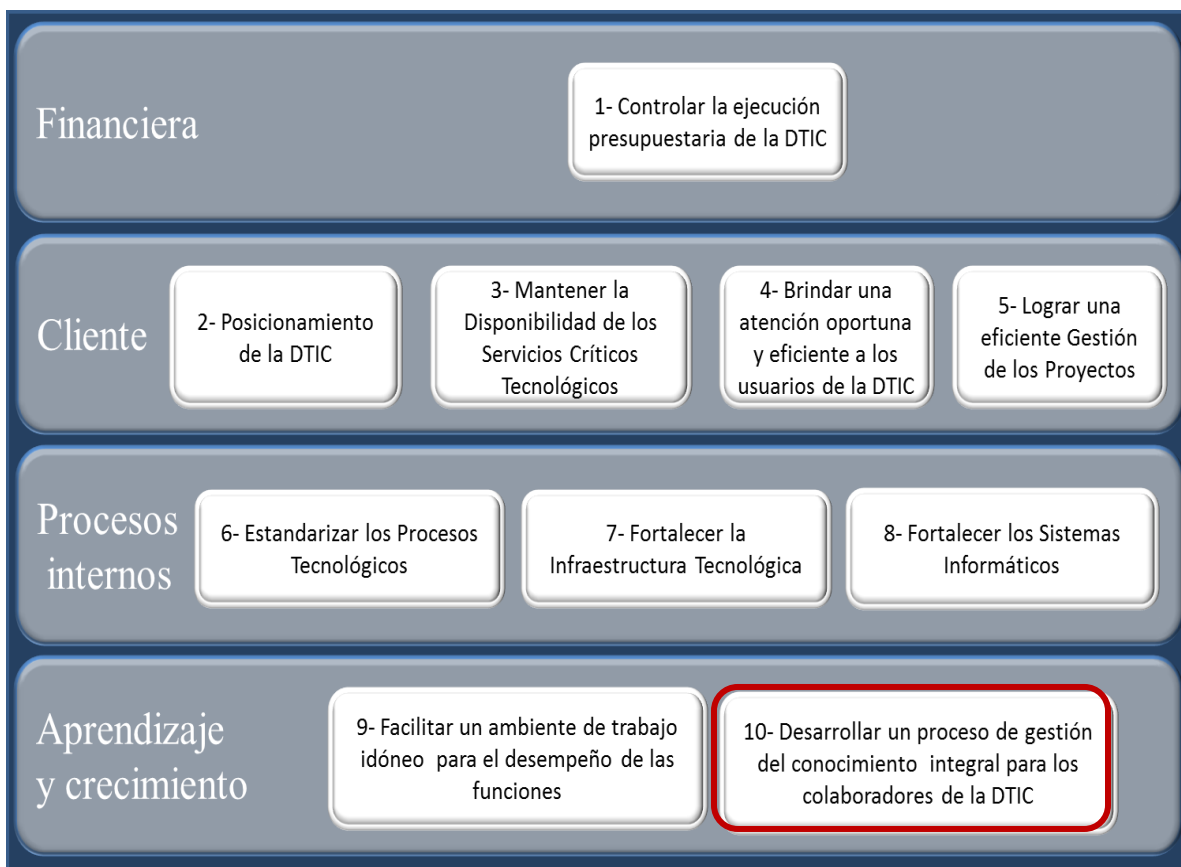 Financiera
1- Controlar la ejecución
presupuestaria de la DTIC
Cliente
2- Posicionamiento
de la DTIC
3- Mantener la
Disponibilidad de los
Servicios Críticos
Tecnológicos
4- Brindar una
atención oportuna
y eficiente a los
usuarios de la DTIC
5- Lograr una
eficiente Gestión
de los Proyectos
Procesos
internos
6- Estandarizar los Procesos
Tecnológicos
7- Fortalecer la
Infraestructura Tecnológica
8- Fortalecer los Sistemas
Informáticos
Aprendizaje
y crecimiento
9- Facilitar un ambiente de trabajo
idóneo para el desempeño de las
funciones
10- Desarrollar un proceso de gestión
del conocimiento integral para los
colaboradores de la DTIC